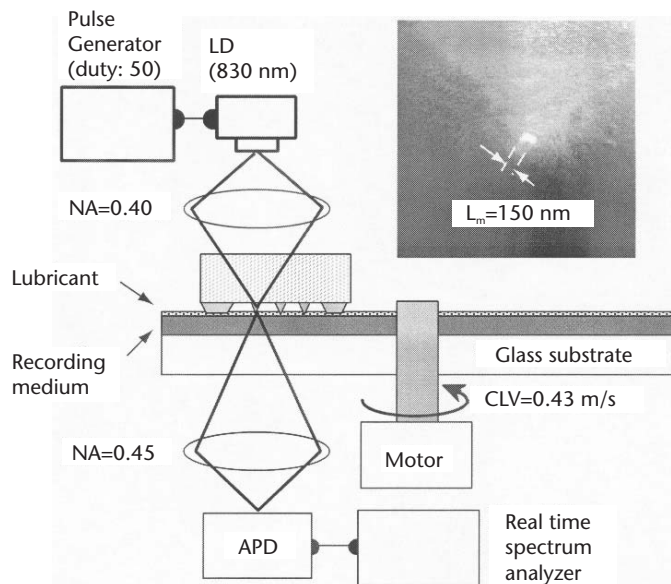 Pulse
Generator
(duty: 50)
LD
(830 nm)
NA=0.40
Lₘ=150 nm
Lubricant
Recording
medium
Glass substrate
CLV=0.43 m/s
NA=0.45
Motor
APD
Real time
spectrum
analyzer